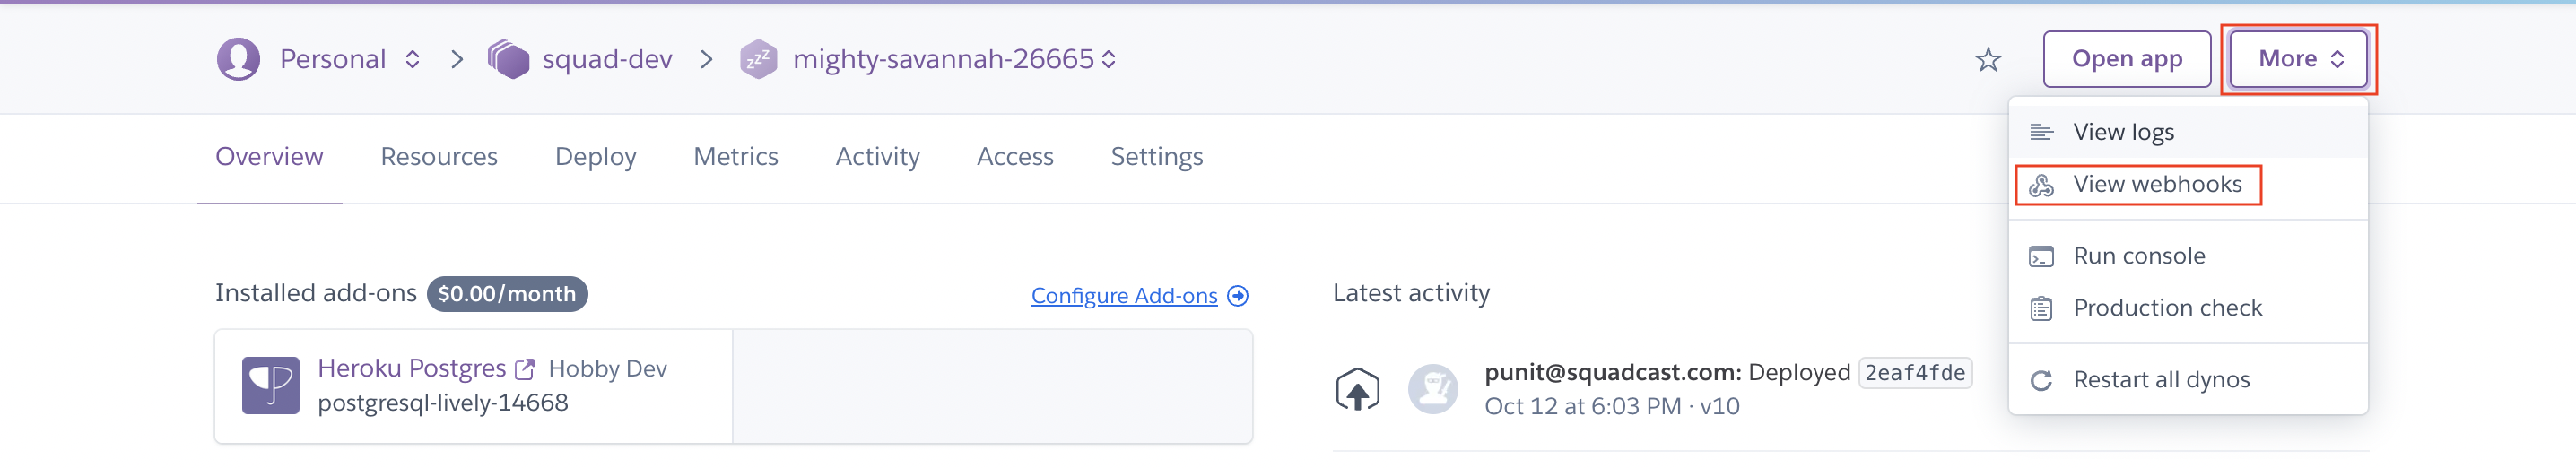 Personal > squad-dev > mighty-savannah-26665
Open app
More
Overview Resources Deploy Metrics Activity Access Settings
View logs
View webhooks
Run console
Production check
Restart all dynos
Installed add-ons $0.00/month Configure Add-ons
Heroku Postgres Hobby Dev
postgresql-lively-14668
Latest activity
punit@squadcast.com: Deployed 2eaf4fde
Oct 12 at 6:03 PM · v10